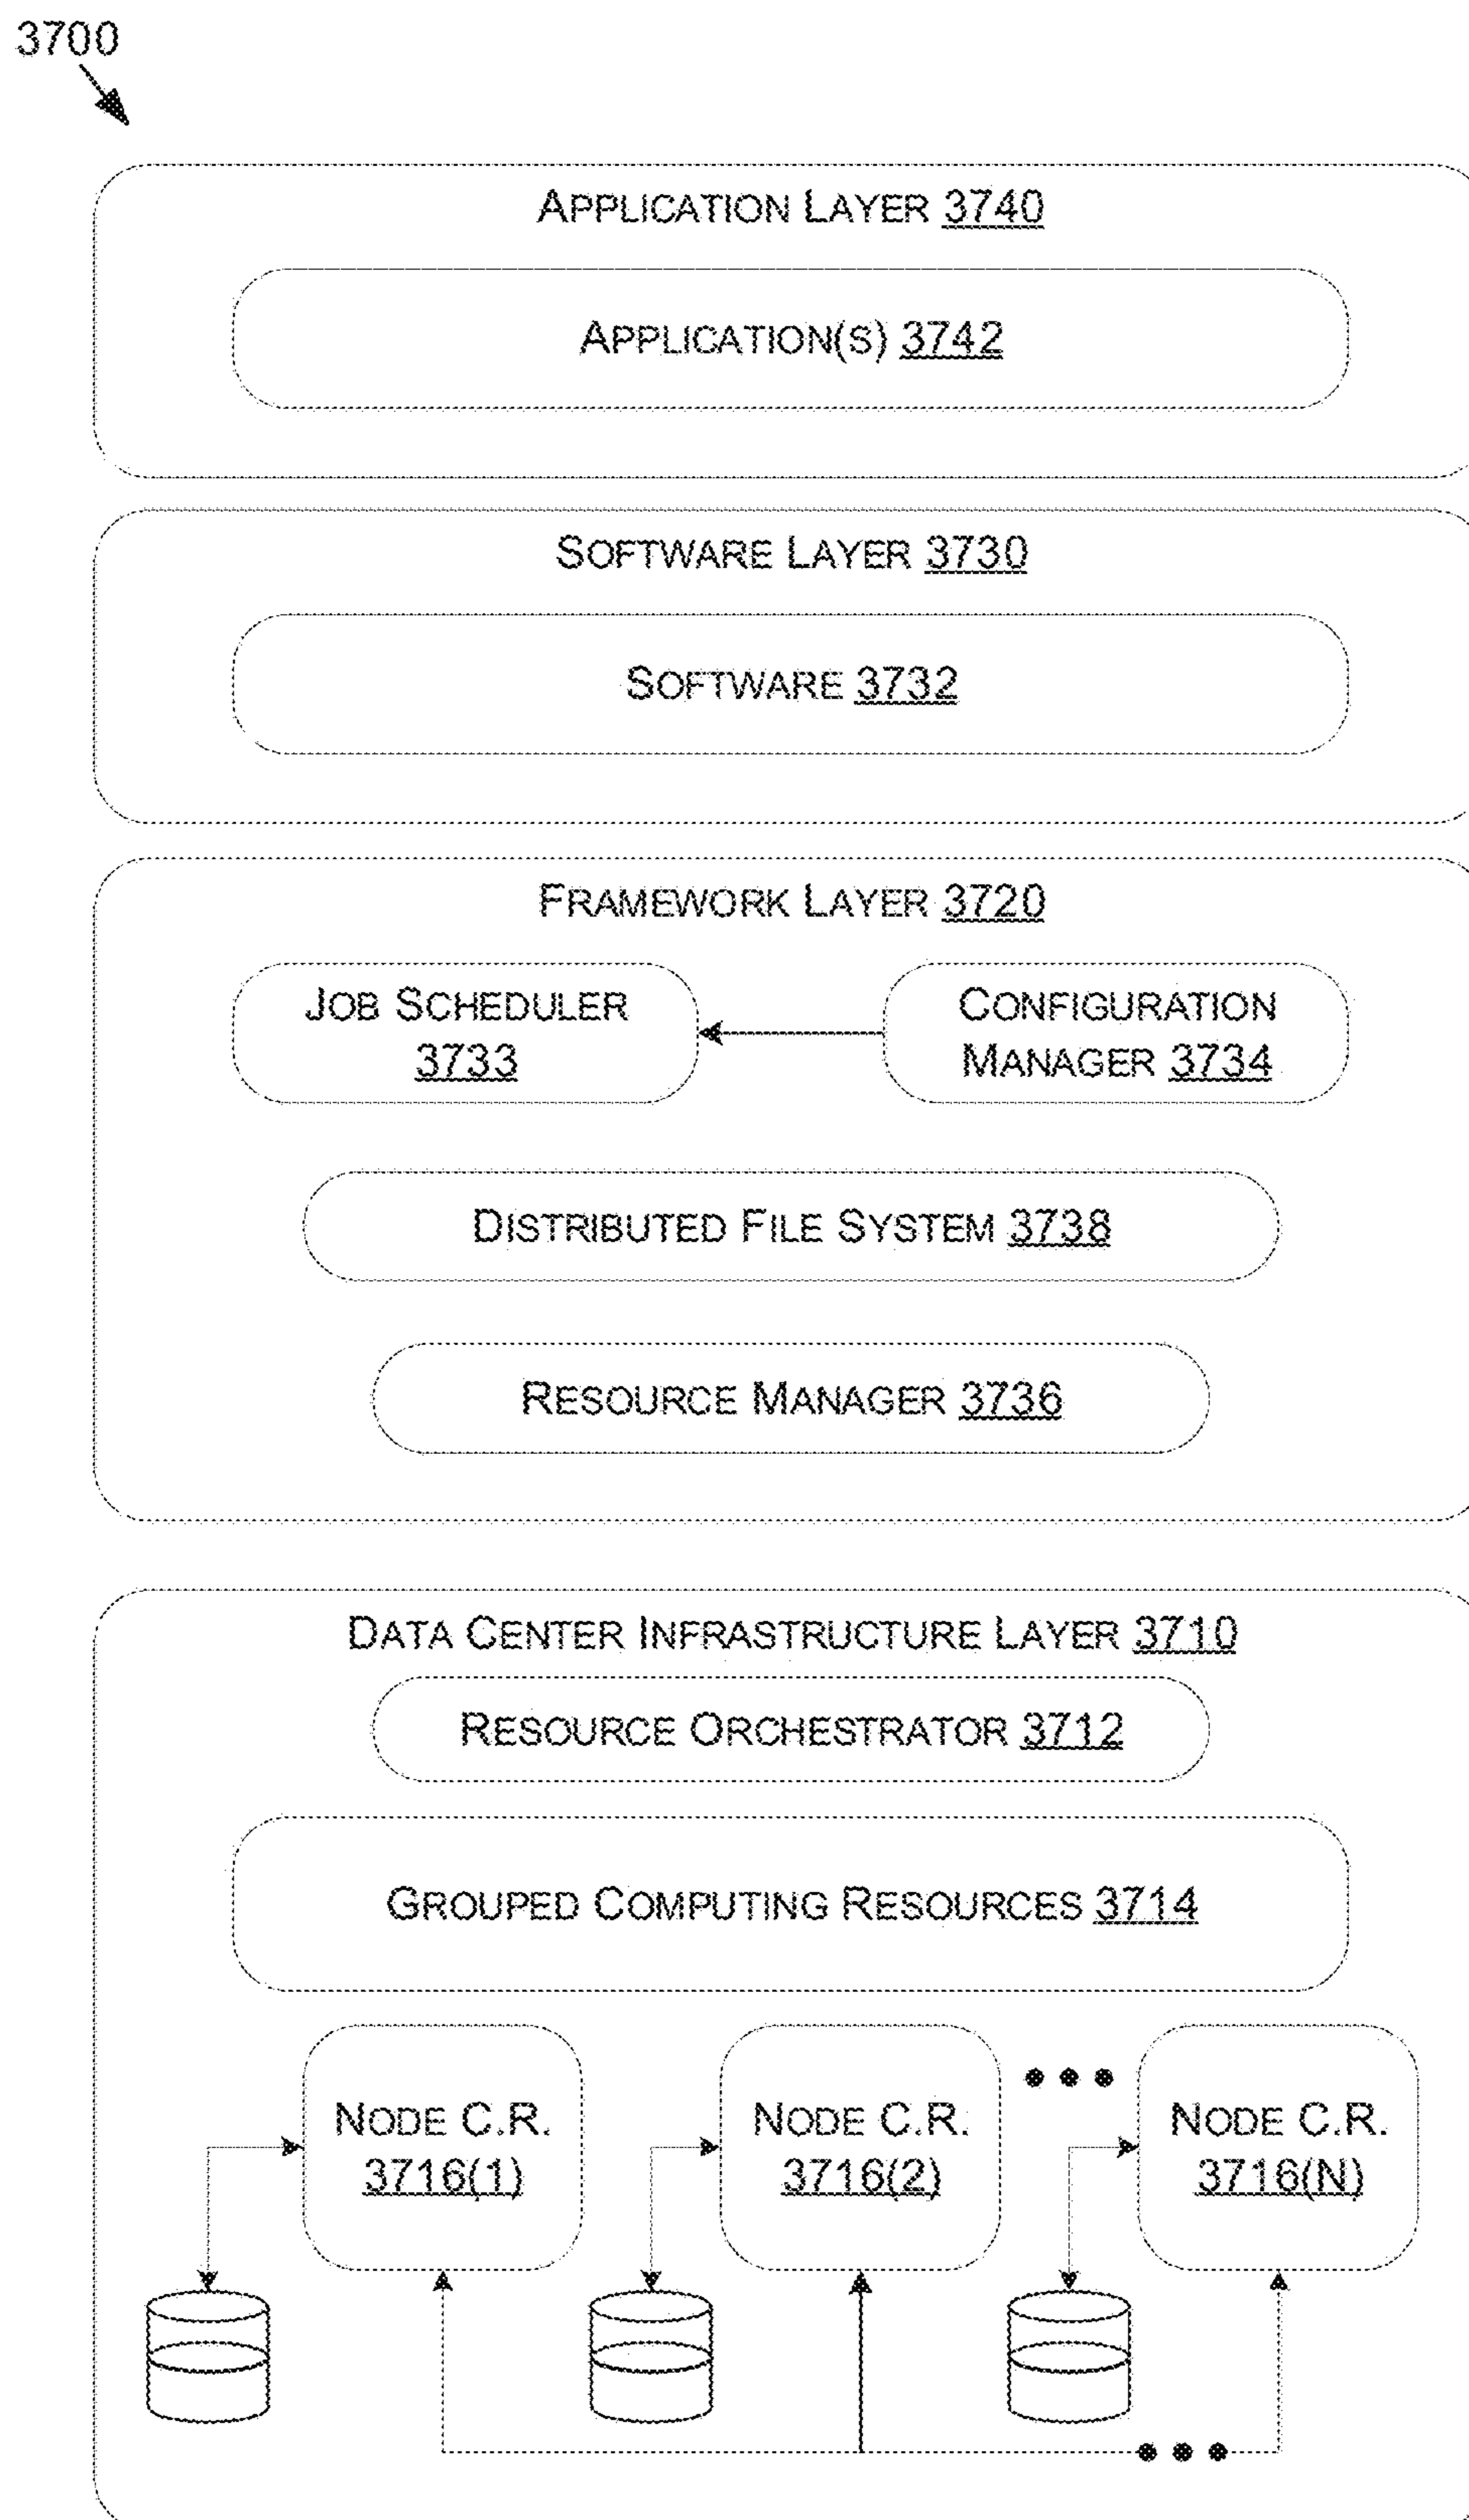 3700
APPLICATION LAYER 3740
APPLICATION(S) 3742
SOFTWARE LAYER 3730
SOFTWARE 3732
FRAMEWORK LAYER 3720
JOB SCHEDULER
3733
CONFIGURATION
MANAGER 3734
DISTRIBUTED FILE SYSTEM 3738
RESOURCE MANAGER 3736
DATA CENTER INFRASTRUCTURE LAYER 3710
RESOURCE ORCHESTRATOR 3712
GROUPED COMPUTING RESOURCES 3714
NODE C.R.
3716(1)
NODE C.R.
3716(2)
NODE C.R.
3716(N)